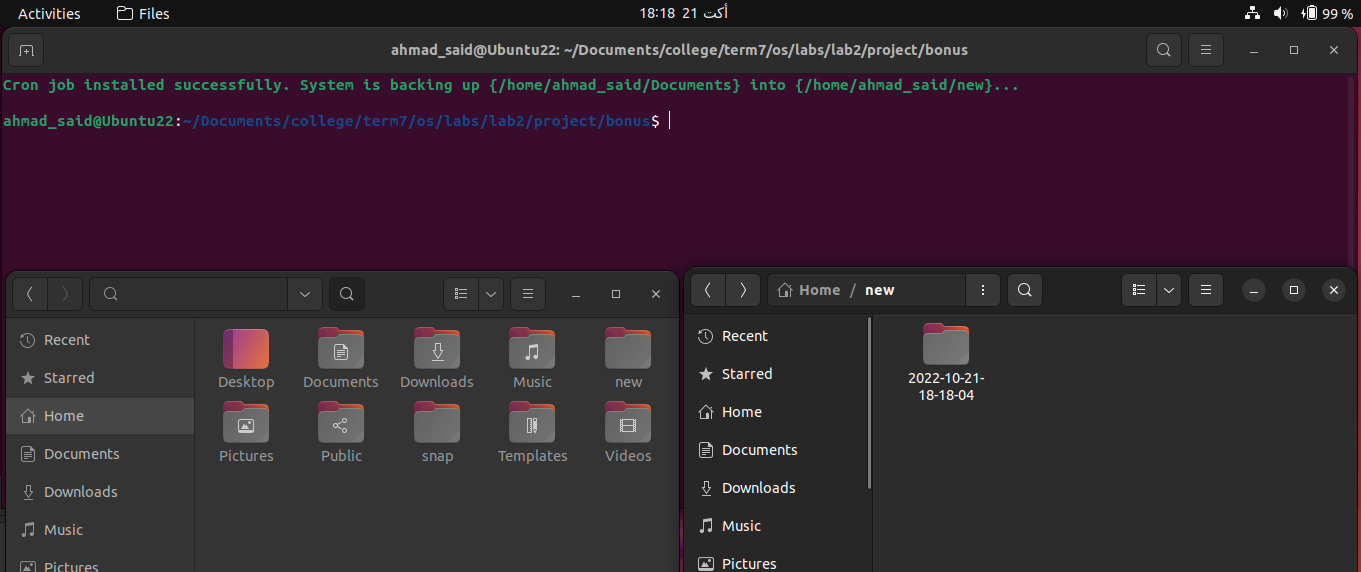 Activities Files 18:18 21 أكت 99 %
ahmad_said@Ubuntu22: ~/Documents/college/term7/os/labs/lab2/project/bonus
Cron job installed successfully. System is backing up {/home/ahmad_said/Documents} into {/home/ahmad_said/new}...
ahmad_said@Ubuntu22:~/Documents/college/term7/os/labs/lab2/project/bonus$
Recent
Starred
Home
Documents
Downloads
Music
Pictures
Desktop Documents Downloads Music new
Pictures Public snap Templates Videos
Home / new
Recent
Starred
Home
Documents
Downloads
Music
Pictures
2022-10-21-
18-18-04